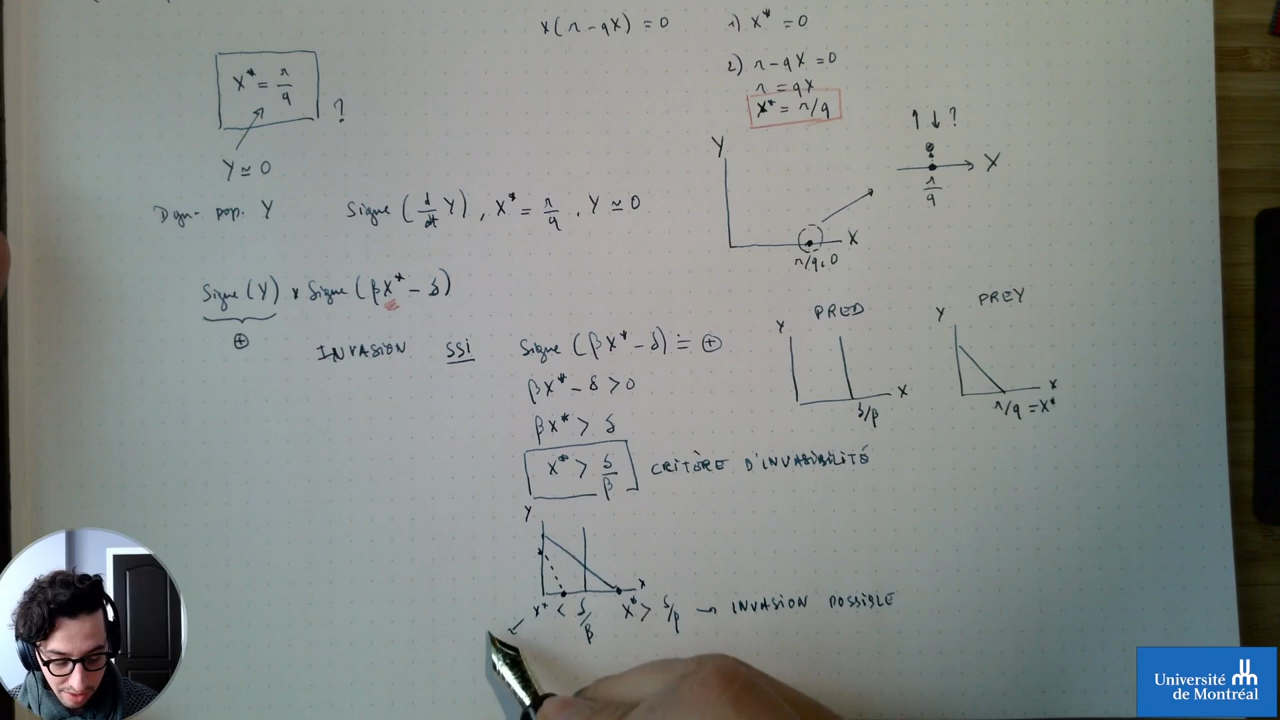 X(r-qX) = 0
1) X* = 0
2) r-qX = 0
r = qX
X* = r/q
X* = r/q
?
Y ≃ 0
↑ ↓ ?
X
r/q
Y
X
r/q, 0
Dyn. pop. Y
Signe (d/dt Y), X* = r/q, Y ≃ 0
Signe (Y) × Signe (βX* - δ)
⊕
INVASION SSI
Signe (βX* - δ) = ⊕
βX* - δ > 0
βX* > δ
X* > δ/β
CRITÈRE D'INVASIBILITÉ
PRED
Y
X
δ/β
PREY
Y
X
r/q = X*
Y
X
X* < δ/β
X* > δ/β → INVASION POSSIBLE
Université
de Montréal